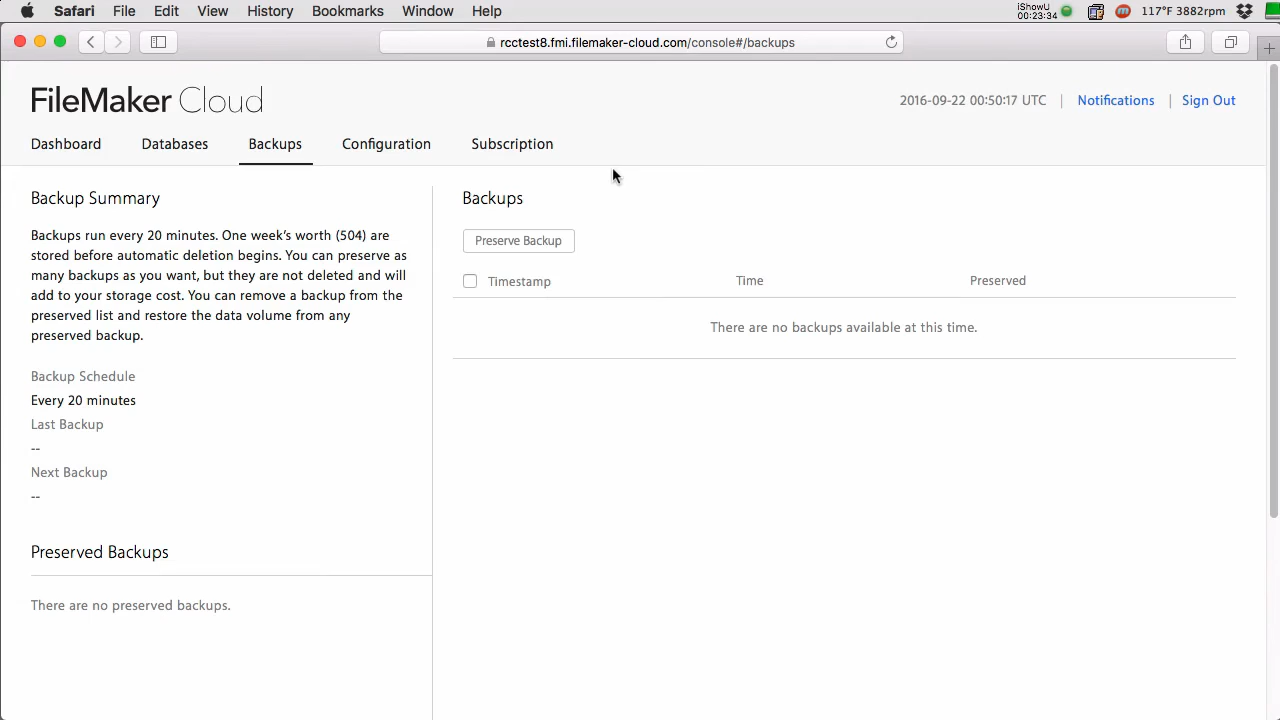 Safari File Edit View History Bookmarks Window Help
iShowU
00:23:34
117°F 3882rpm
rcctest8.fmi.filemaker-cloud.com/console#/backups
FileMaker Cloud
2016-09-22 00:50:17 UTC | Notifications | Sign Out
Dashboard Databases Backups Configuration Subscription
Backup Summary
Backups run every 20 minutes. One week's worth (504) are
stored before automatic deletion begins. You can preserve as
many backups as you want, but they are not deleted and will
add to your storage cost. You can remove a backup from the
preserved list and restore the data volume from any
preserved backup.
Backup Schedule
Every 20 minutes
Last Backup
--
Next Backup
--
Preserved Backups
There are no preserved backups.
Backups
Preserve Backup
Timestamp Time Preserved
There are no backups available at this time.